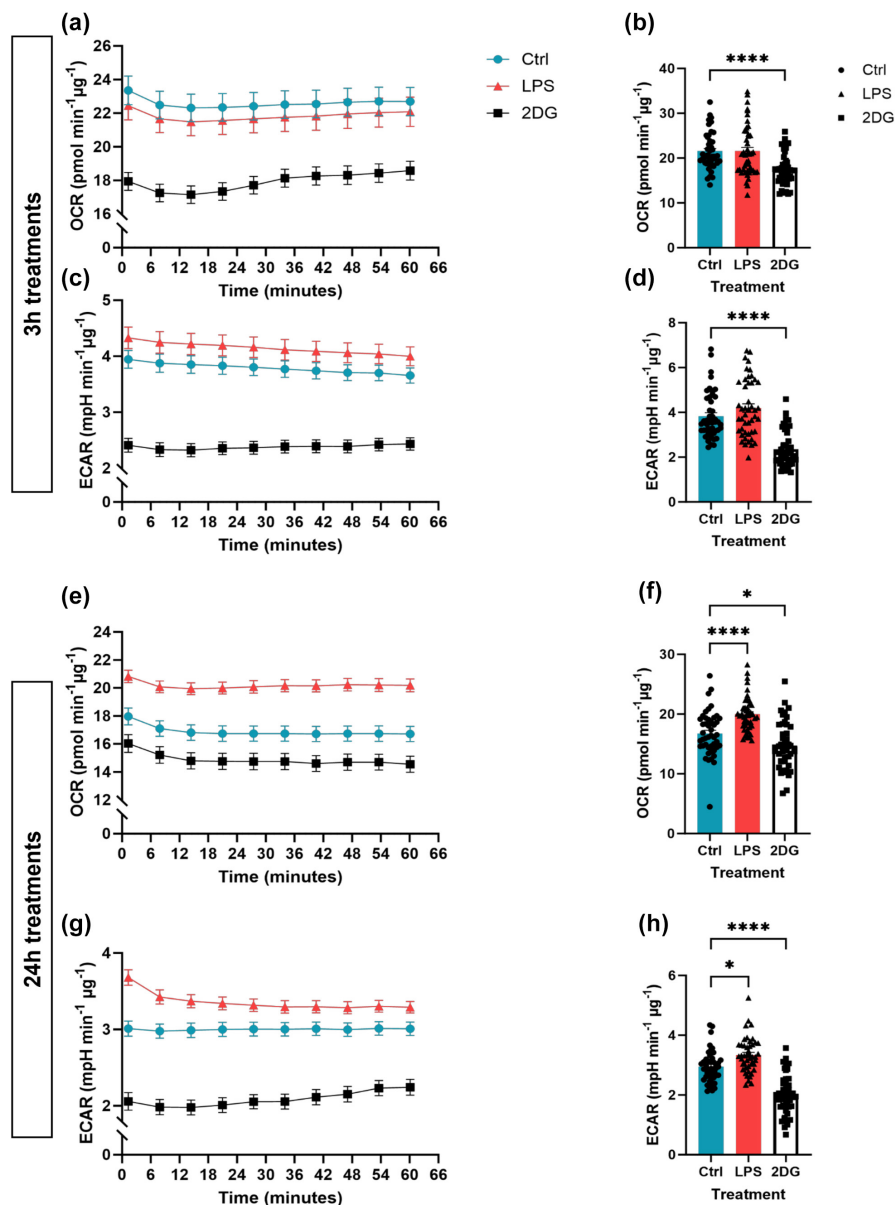 3h treatments
(a)
OCR (pmol min⁻¹µg⁻¹)
26
24
22
20
18
16
0
0 6 12 18 24 30 36 42 48 54 60 66
Time (minutes)
Ctrl
LPS
2DG
(b)
OCR (pmol min⁻¹µg⁻¹)
40
30
20
10
0
****
Ctrl LPS 2DG
Treatment
Ctrl
LPS
2DG
(c)
ECAR (mpH min⁻¹µg⁻¹)
5
4
3
2
0
0 6 12 18 24 30 36 42 48 54 60 66
Time (minutes)
(d)
ECAR (mpH min⁻¹µg⁻¹)
8
6
4
2
0
****
Ctrl LPS 2DG
Treatment
24h treatments
(e)
OCR (pmol min⁻¹µg⁻¹)
24
22
20
18
16
14
12
0
0 6 12 18 24 30 36 42 48 54 60 66
Time (minutes)
(f)
OCR (pmol min⁻¹µg⁻¹)
30
20
10
0
*
****
Ctrl LPS 2DG
Treatment
(g)
ECAR (mpH min⁻¹ µg⁻¹)
4
3
2
0
0 6 12 18 24 30 36 42 48 54 60 66
Time (minutes)
(h)
ECAR (mpH min⁻¹ µg⁻¹)
6
4
2
0
****
*
Ctrl LPS 2DG
Treatment